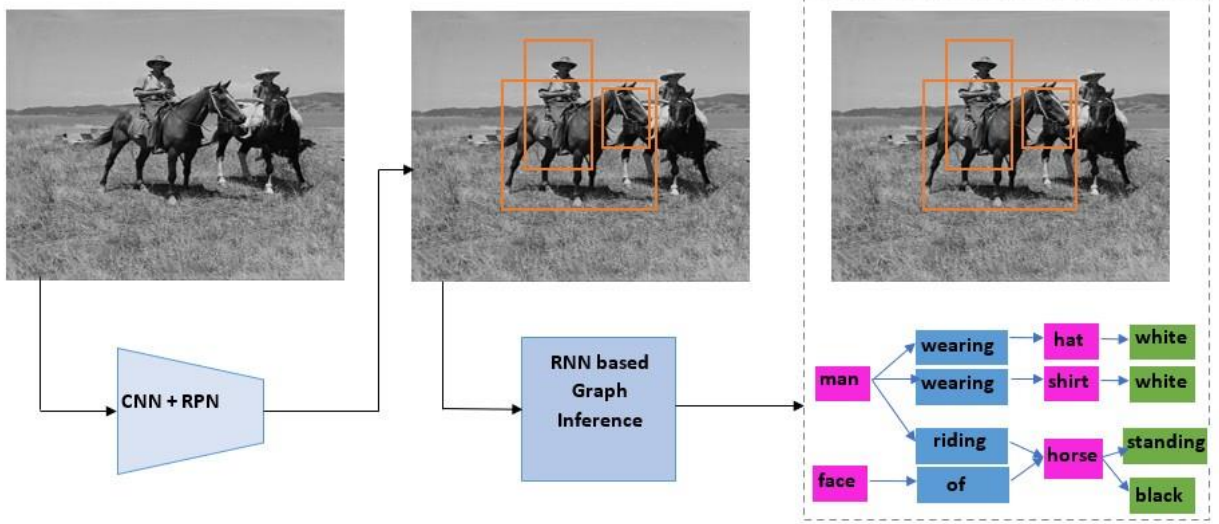 CNN + RPN
RNN based
Graph
Inference
man
wearing
hat
white
wearing
shirt
white
riding
horse
standing
face
of
black